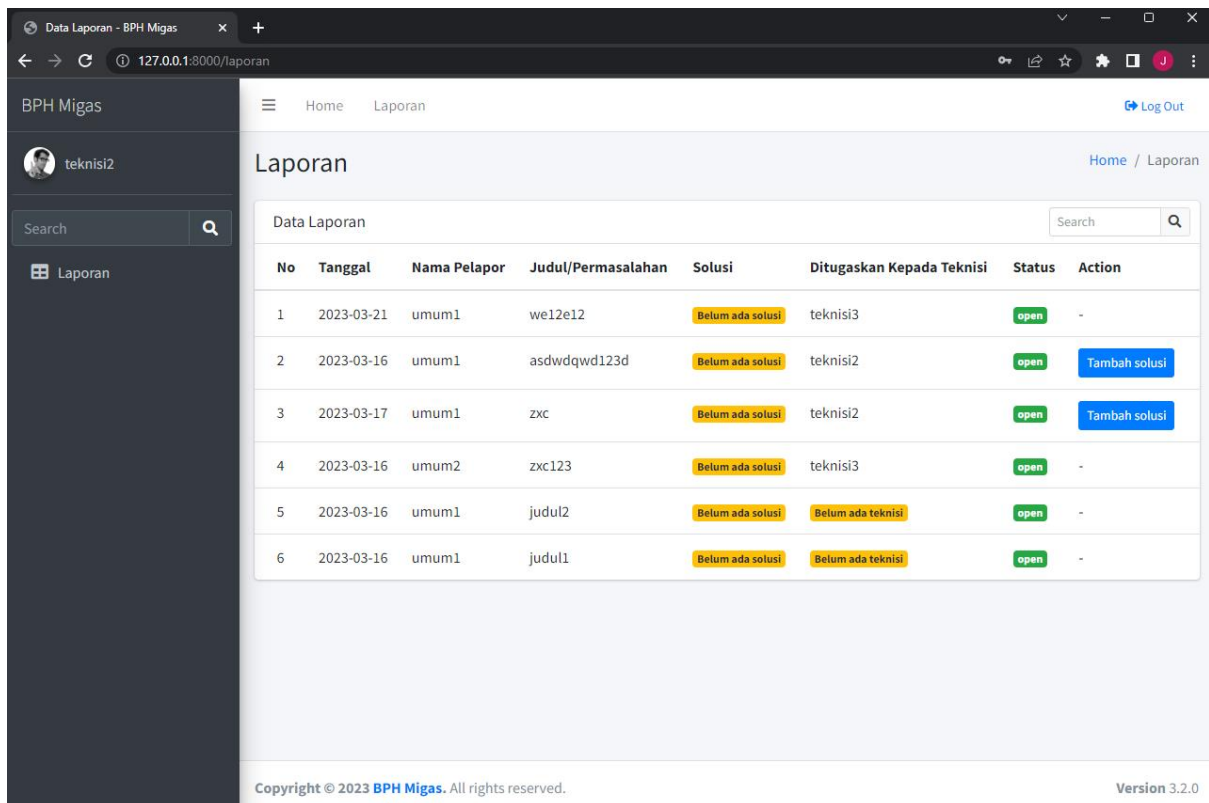 Data Laporan - BPH Migas
127.0.0.1:8000/laporan
J
BPH Migas
Home Laporan
Log Out
teknisi2
Laporan
Home / Laporan
Search
Data Laporan
Search
Laporan
No Tanggal Nama Pelapor Judul/Permasalahan Solusi Ditugaskan Kepada Teknisi Status Action
1 2023-03-21 umum1 we12e12 Belum ada solusi teknisi3 open -
2 2023-03-16 umum1 asdwdqwd123d Belum ada solusi teknisi2 open Tambah solusi
3 2023-03-17 umum1 zxc Belum ada solusi teknisi2 open Tambah solusi
4 2023-03-16 umum2 zxc123 Belum ada solusi teknisi3 open -
5 2023-03-16 umum1 judul2 Belum ada solusi Belum ada teknisi open -
6 2023-03-16 umum1 judul1 Belum ada solusi Belum ada teknisi open -
Copyright © 2023 BPH Migas. All rights reserved.
Version 3.2.0